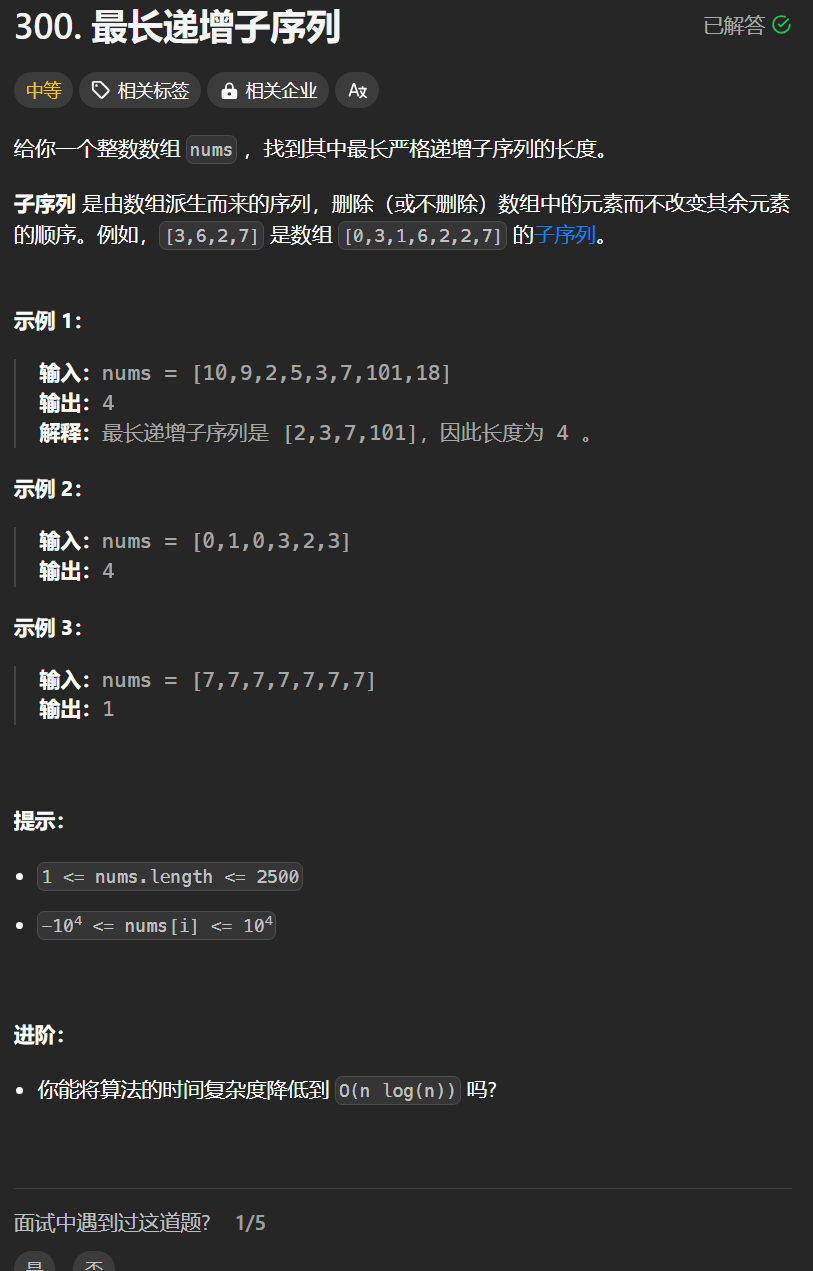 300. 最长递增子序列
已解答
中等 相关标签 相关企业 Aあ
给你一个整数数组 nums ，找到其中最长严格递增子序列的长度。
子序列 是由数组派生而来的序列，删除（或不删除）数组中的元素而不改变其余元素
的顺序。例如，[3,6,2,7] 是数组 [0,3,1,6,2,2,7] 的子序列。
示例 1：
输入：nums = [10,9,2,5,3,7,101,18]
输出：4
解释：最长递增子序列是 [2,3,7,101]，因此长度为 4 。
示例 2：
输入：nums = [0,1,0,3,2,3]
输出：4
示例 3：
输入：nums = [7,7,7,7,7,7,7]
输出：1
提示：
• 1 <= nums.length <= 2500
• -10⁴ <= nums[i] <= 10⁴
进阶：
• 你能将算法的时间复杂度降低到 O(n log(n)) 吗?
面试中遇到过这道题? 1/5
是 否